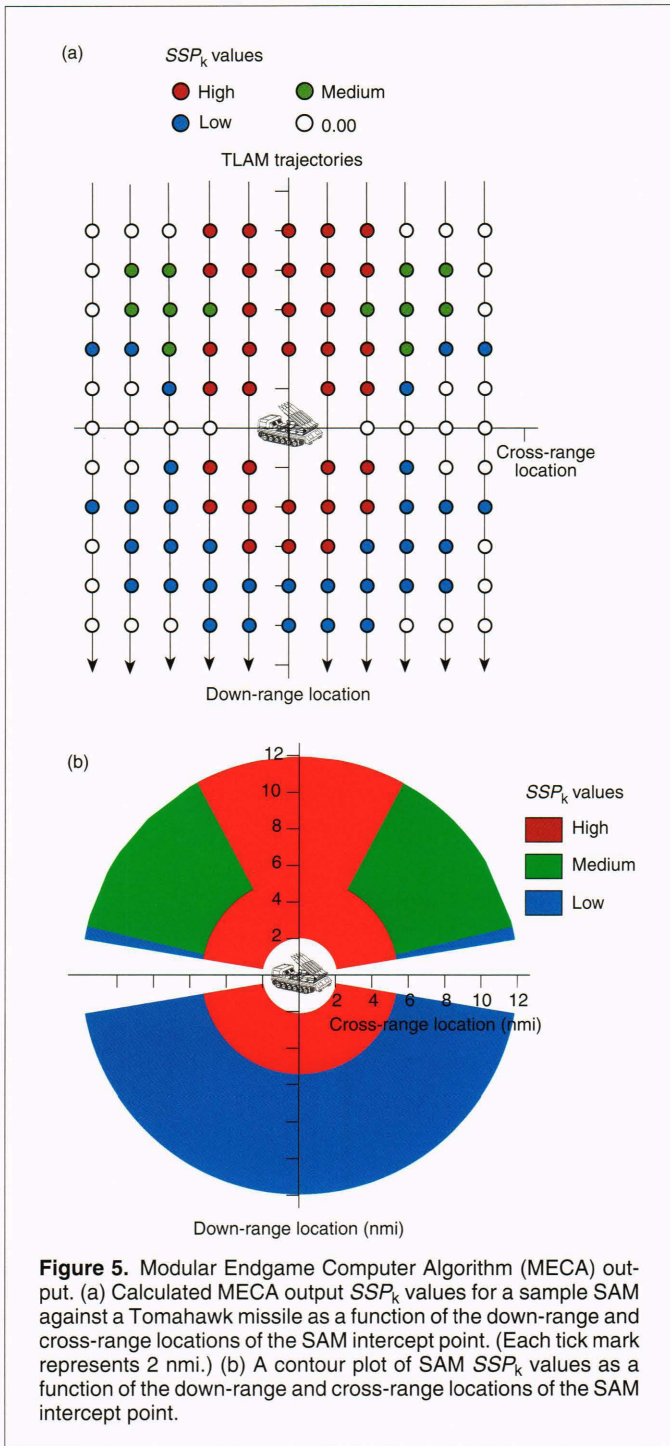 (a)
SSPk values
High
Medium
Low
0.00
TLAM trajectories
Cross-range
location
Down-range location
(b)
12
10
8
6
4
2
SSPk values
High
Medium
Low
2 4 6 8 10 12
Cross-range location (nmi)
Down-range location (nmi)
Figure 5. Modular Endgame Computer Algorithm (MECA) out-
put. (a) Calculated MECA output SSPk values for a sample SAM
against a Tomahawk missile as a function of the down-range and
cross-range locations of the SAM intercept point. (Each tick mark
represents 2 nmi.) (b) A contour plot of SAM SSPk values as a
function of the down-range and cross-range locations of the SAM
intercept point.